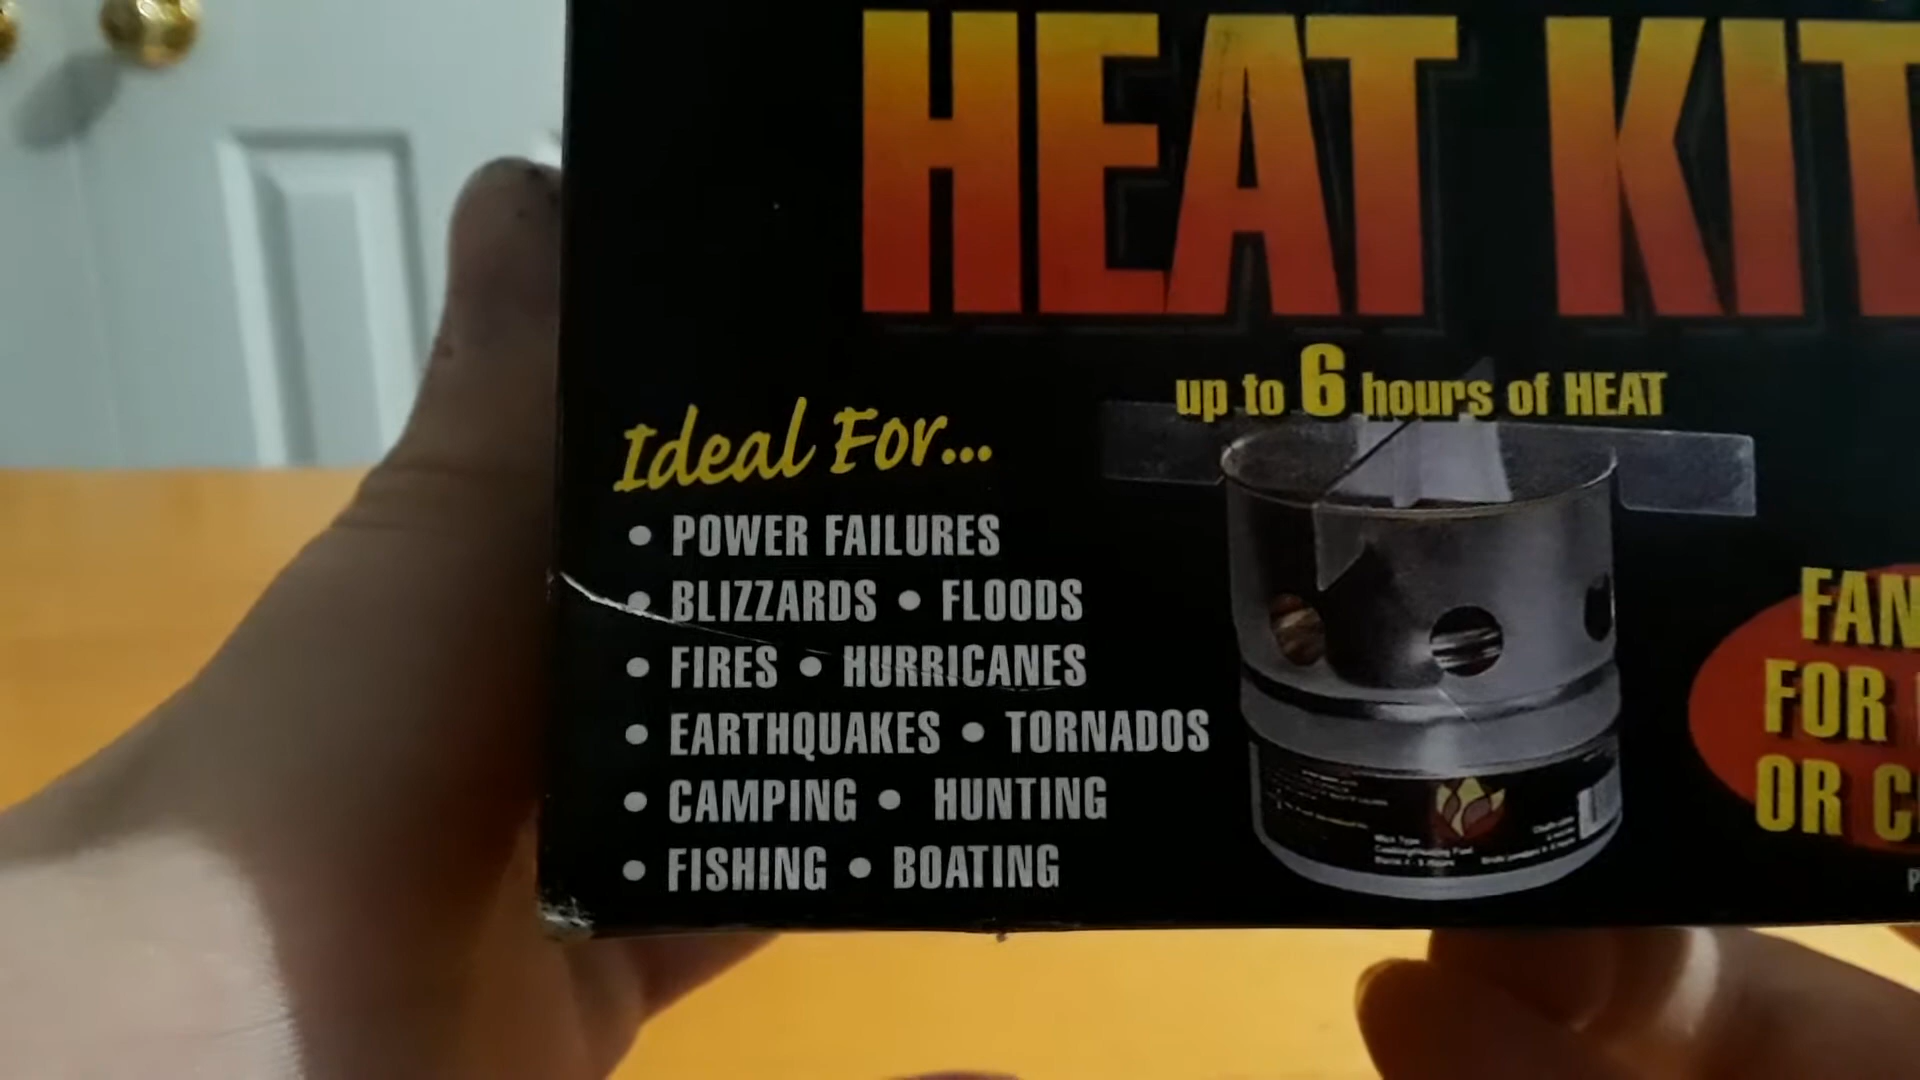 HEAT KIT
up to 6 hours of HEAT
Ideal For...
• POWER FAILURES
• BLIZZARDS • FLOODS
• FIRES • HURRICANES
• EARTHQUAKES • TORNADOS
• CAMPING • HUNTING
• FISHING • BOATING
FAN
FOR
OR C